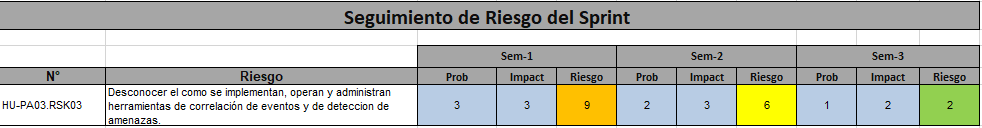 Seguimiento de Riesgo del Sprint
Sem-1 Sem-2 Sem-3
N° Riesgo Prob Impact Riesgo Prob Impact Riesgo Prob Impact Riesgo
HU-PA03.RSK03 Desconocer el como se implementan, operan y administran
herramientas de correlación de eventos y de deteccion de
amenazas.
3 3 9 2 3 6 1 2 2